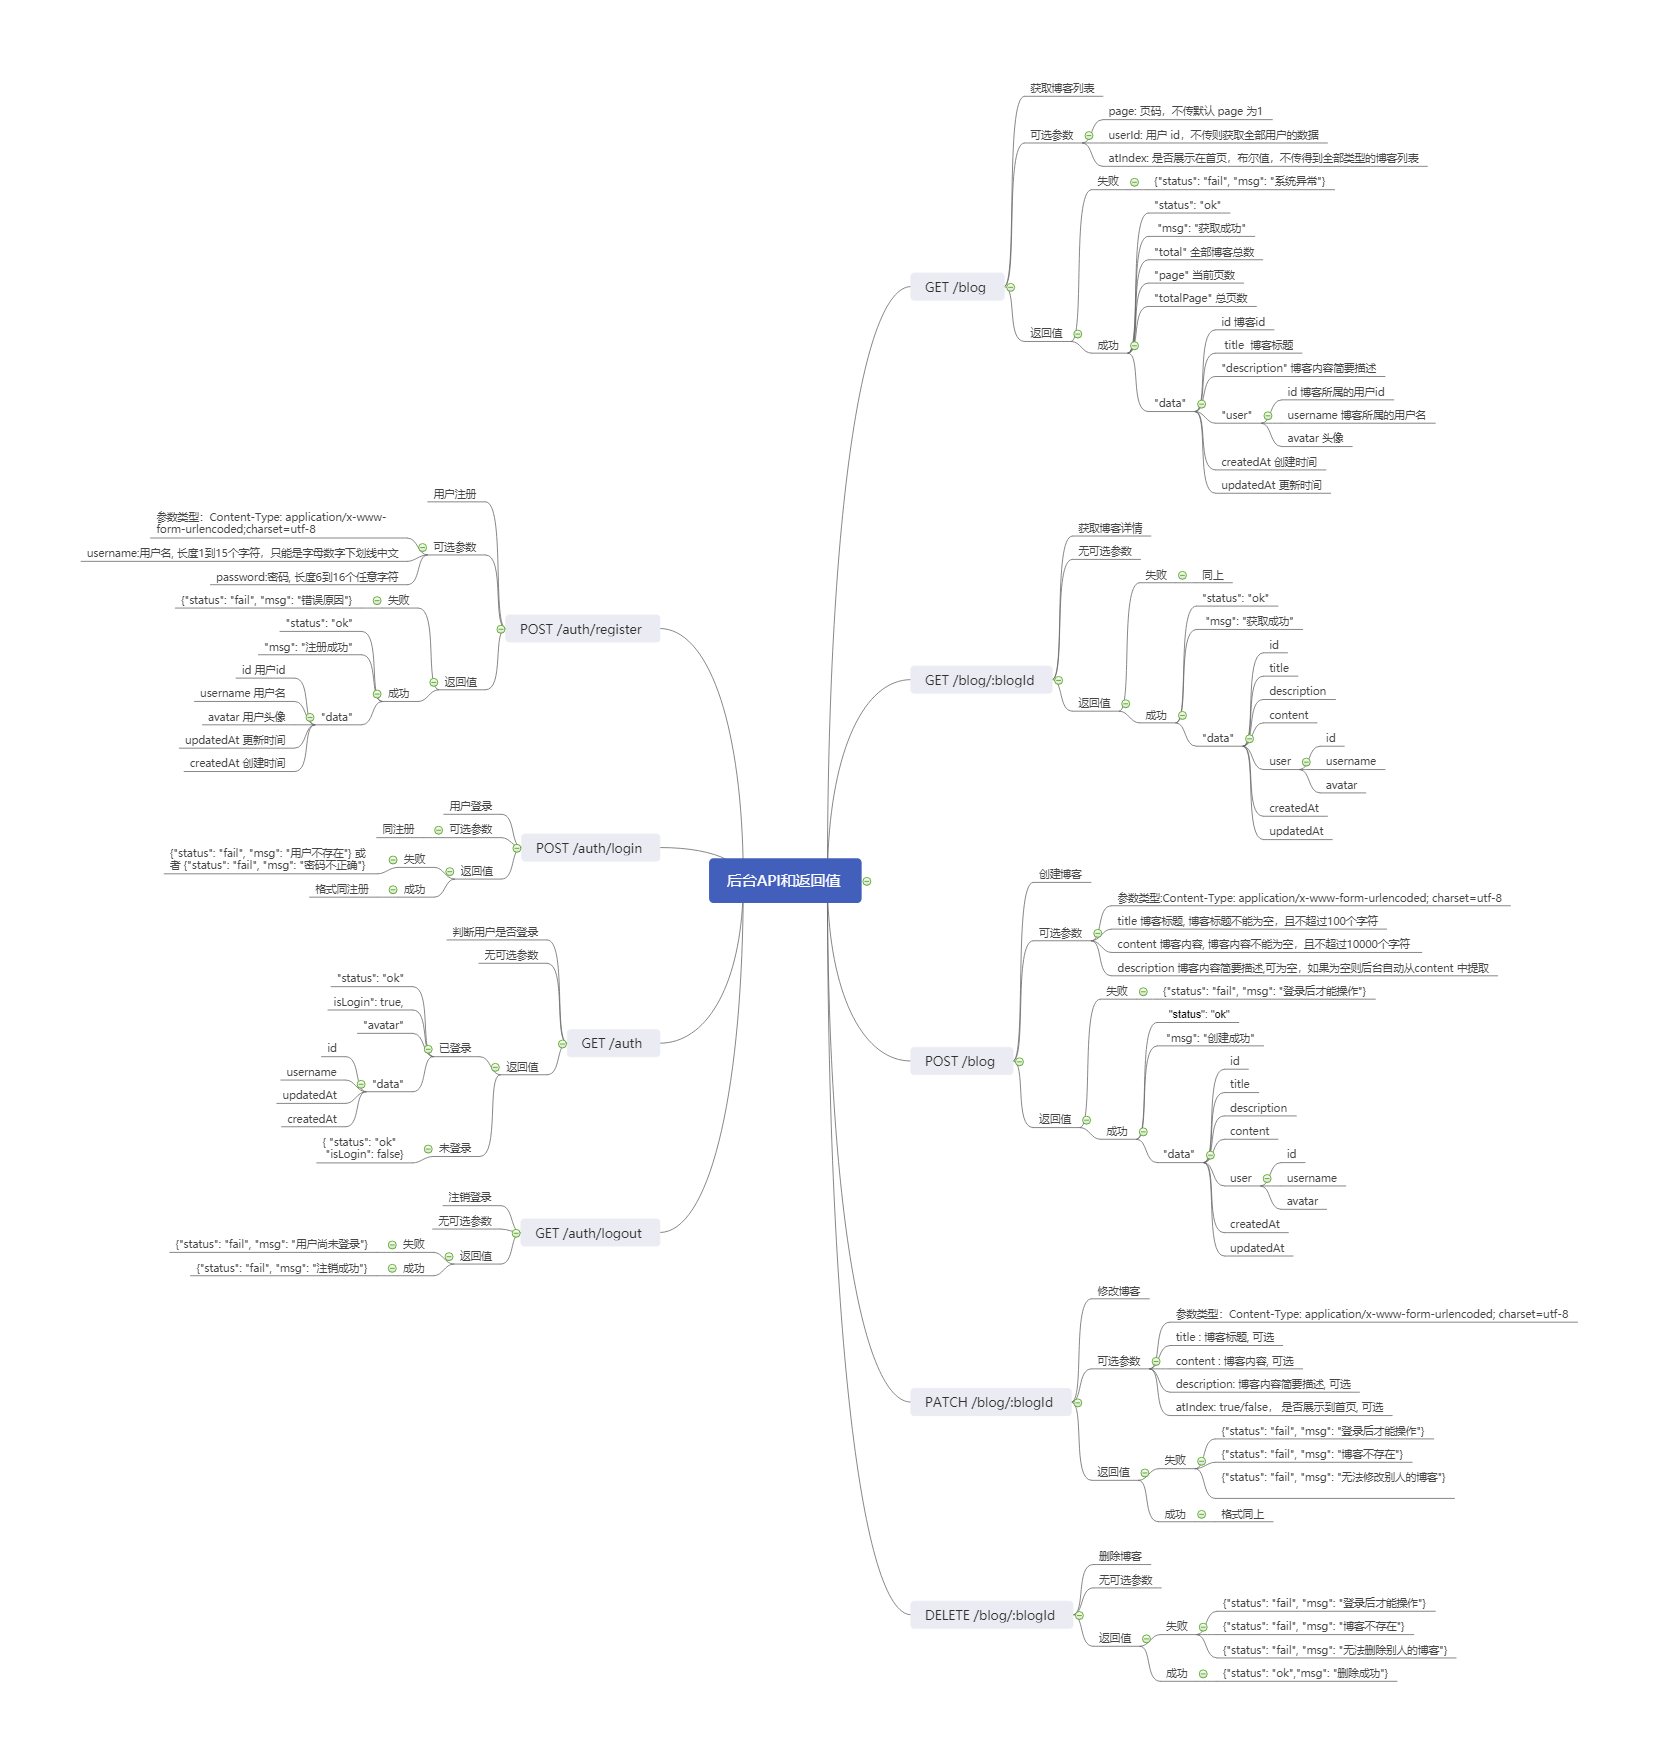 后台API和返回值
GET /blog
获取博客列表
可选参数
page: 页码，不传默认 page 为1
userId: 用户 id，不传则获取全部用户的数据
atIndex: 是否展示在首页，布尔值，不传得到全部类型的博客列表
返回值
失败
{"status": "fail", "msg": "系统异常"}
成功
"status": "ok"
"msg": "获取成功"
"total" 全部博客总数
"page" 当前页数
"totalPage" 总页数
"data"
id 博客id
title  博客标题
"description" 博客内容简要描述
"user"
id 博客所属的用户id
username 博客所属的用户名
avatar 头像
createdAt 创建时间
updatedAt 更新时间
GET /blog/:blogId
获取博客详情
无可选参数
返回值
失败
同上
成功
"status": "ok"
"msg": "获取成功"
"data"
id
title
description
content
user
id
username
avatar
createdAt
updatedAt
POST /blog
创建博客
可选参数
参数类型:Content-Type: application/x-www-form-urlencoded; charset=utf-8
title 博客标题, 博客标题不能为空，且不超过100个字符
content 博客内容, 博客内容不能为空，且不超过10000个字符
description 博客内容简要描述,可为空，如果为空则后台自动从content 中提取
返回值
失败
{"status": "fail", "msg": "登录后才能操作"}
成功
"status": "ok"
"msg": "创建成功"
"data"
id
title
description
content
user
id
username
avatar
createdAt
updatedAt
PATCH /blog/:blogId
修改博客
可选参数
参数类型：Content-Type: application/x-www-form-urlencoded; charset=utf-8
title : 博客标题, 可选
content : 博客内容, 可选
description: 博客内容简要描述, 可选
atIndex: true/false， 是否展示到首页, 可选
返回值
失败
{"status": "fail", "msg": "登录后才能操作"}
{"status": "fail", "msg": "博客不存在"}
{"status": "fail", "msg": "无法修改别人的博客"}
成功
格式同上
DELETE /blog/:blogId
删除博客
无可选参数
返回值
失败
{"status": "fail", "msg": "登录后才能操作"}
{"status": "fail", "msg": "博客不存在"}
{"status": "fail", "msg": "无法删除别人的博客"}
成功
{"status": "ok","msg": "删除成功"}
POST /auth/register
用户注册
可选参数
参数类型：Content-Type: application/x-www-
form-urlencoded;charset=utf-8
username:用户名, 长度1到15个字符，只能是字母数字下划线中文
password:密码, 长度6到16个任意字符
返回值
失败
{"status": "fail", "msg": "错误原因"}
成功
"status": "ok"
"msg": "注册成功"
"data"
id 用户id
username 用户名
avatar 用户头像
updatedAt 更新时间
createdAt 创建时间
POST /auth/login
用户登录
可选参数
同注册
返回值
失败
{"status": "fail", "msg": "用户不存在"} 或
者 {"status": "fail", "msg": "密码不正确"}
成功
格式同注册
GET /auth
判断用户是否登录
无可选参数
返回值
已登录
"status": "ok"
isLogin": true,
"avatar"
"data"
id
username
updatedAt
createdAt
未登录
{ "status": "ok"
"isLogin": false}
GET /auth/logout
注销登录
无可选参数
返回值
失败
{"status": "fail", "msg": "用户尚未登录"}
成功
{"status": "fail", "msg": "注销成功"}